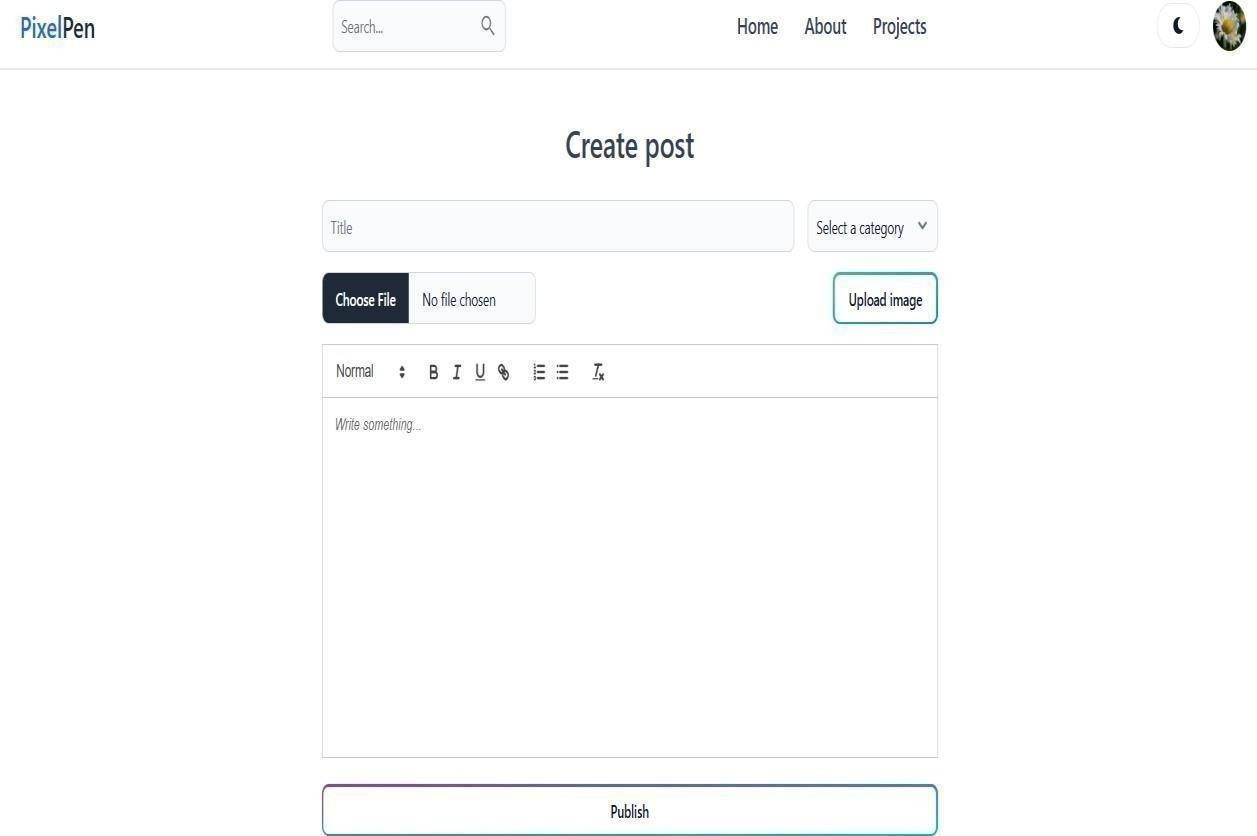 PixelPen Search... Home About Projects
Create post
Title Select a category
Choose File No file chosen Upload image
Normal B I U
Write something...
Publish